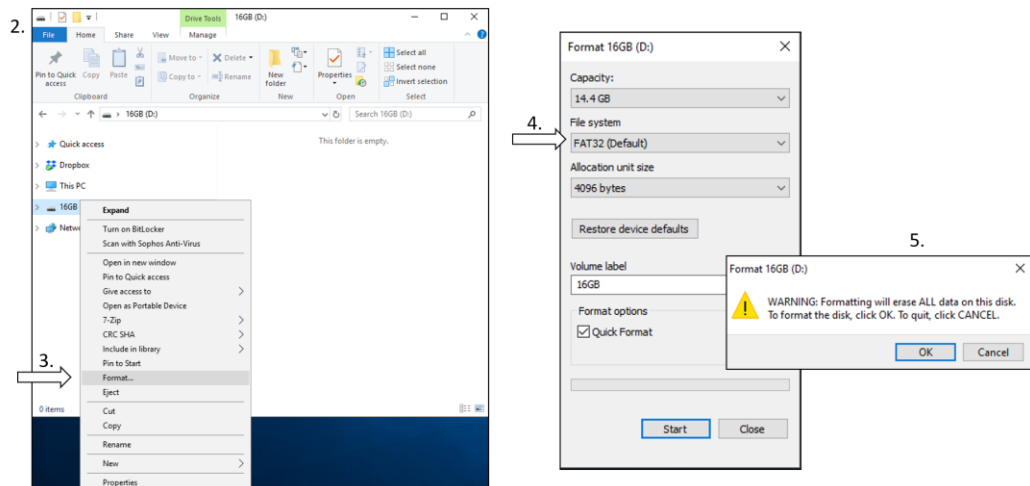 2.
Drive Tools 16GB (D:)
File Home Share View Manage
Pin to Quick access
Copy
Paste
Clipboard
Move to
Copy to
Delete
Rename
Organize
New folder
New
Properties
Open
Select all
Select none
Invert selection
Select
16GB (D:)
Search 16GB (D:)
This folder is empty.
Quick access
Dropbox
This PC
16GB
Netw
3.
Expand
Turn on BitLocker
Scan with Sophos Anti-Virus
Open in new window
Pin to Quick access
Give access to
Open as Portable Device
7-Zip
CRC SHA
Include in library
Pin to Start
Format...
Eject
Cut
Copy
Rename
New
Properties
0 items
4.
Format 16GB (D:)
Capacity:
14.4 GB
File system
FAT32 (Default)
Allocation unit size
4096 bytes
Restore device defaults
Volume label
16GB
Format options
Quick Format
Start Close
5.
Format 16GB (D:)
WARNING: Formatting will erase ALL data on this disk.
To format the disk, click OK. To quit, click CANCEL.
OK Cancel